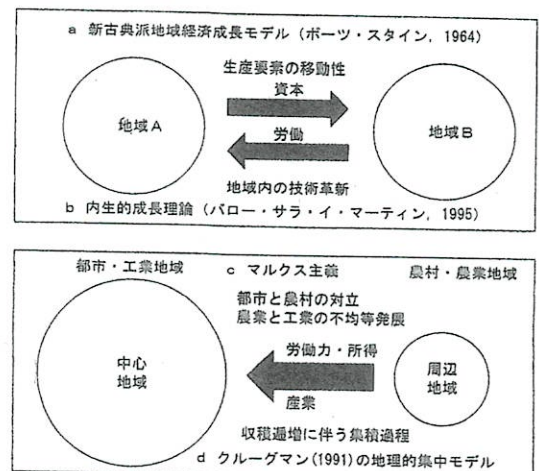 a 新古典派地域経済成長モデル（ボーツ・スタイン，1964）
生産要素の移動性
資本
地域A
地域B
労働
地域内の技術革新
b 内生的成長理論（バロー・サラ・イ・マーティン，1995）
都市・工業地域 c マルクス主義 農村・農業地域
都市と農村の対立
農業と工業の不均等発展
労働力・所得
中心
地域
周辺
地域
産業
収穫逓増に伴う集積過程
d クルーグマン(1991)の地理的集中モデル